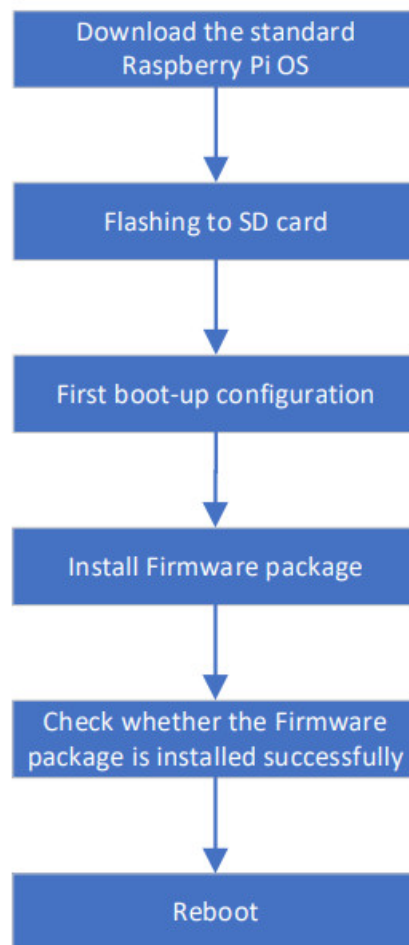 Download the standard
Raspberry Pi OS
Flashing to SD card
First boot-up configuration
Install Firmware package
Check whether the Firmware
package is installed successfully
Reboot